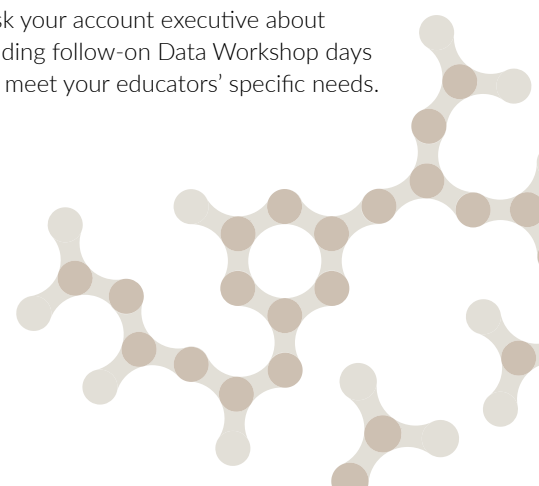 sk your account executive about
ding follow-on Data Workshop days
meet your educators’ specific needs.